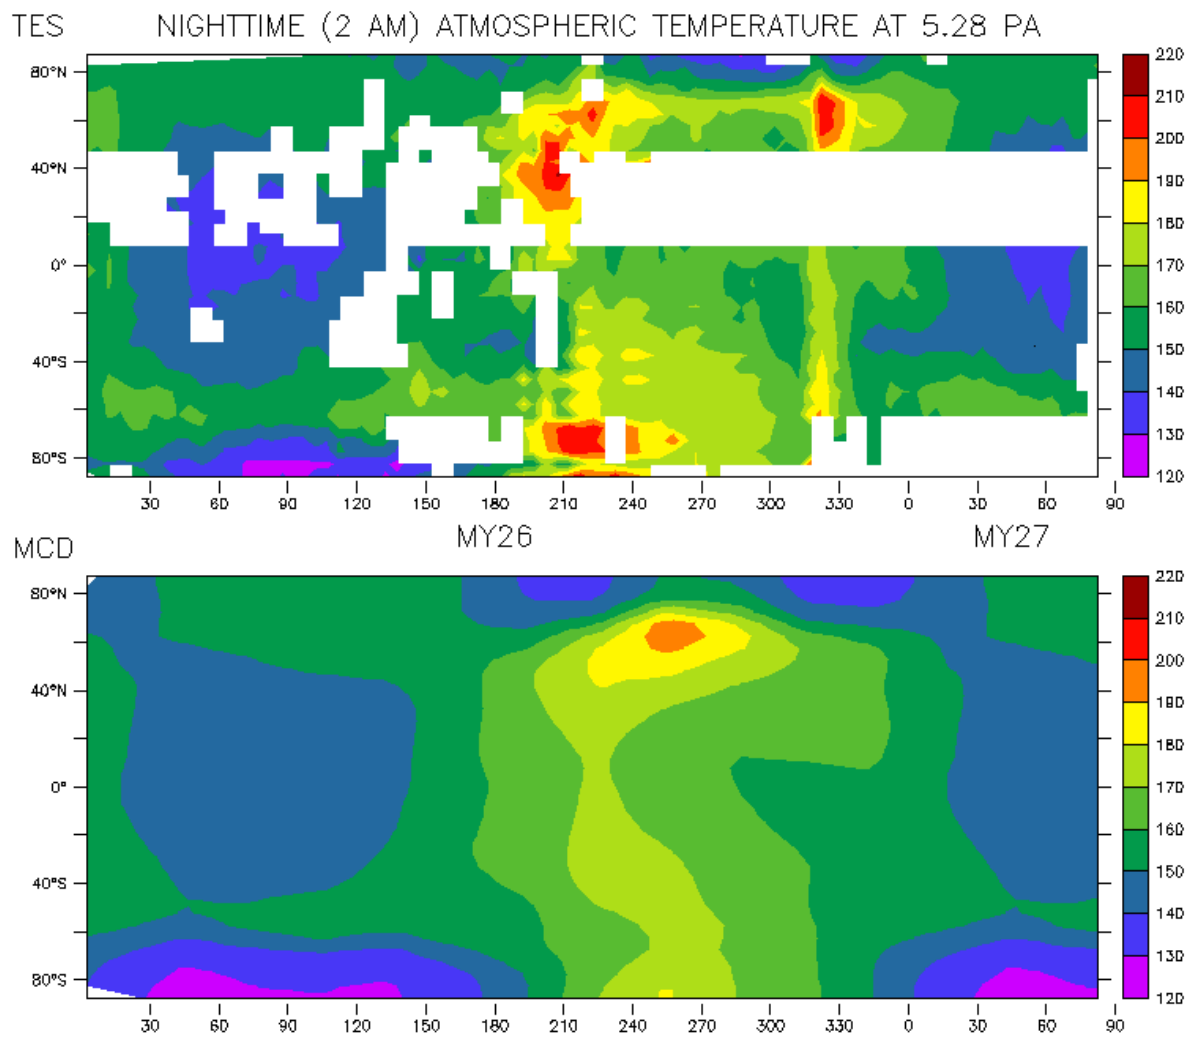 TES NIGHTTIME (2 AM) ATMOSPHERIC TEMPERATURE AT 5.28 PA
80°N
40°N
0°
40°S
80°S
220
210
200
190
180
170
160
150
140
130
120
30 60 90 120 150 180 210 240 270 300 330 0 30 60 90
MY26 MY27
MCD
80°N
40°N
0°
40°S
80°S
220
210
200
190
180
170
160
150
140
130
120
30 60 90 120 150 180 210 240 270 300 330 0 30 60 90